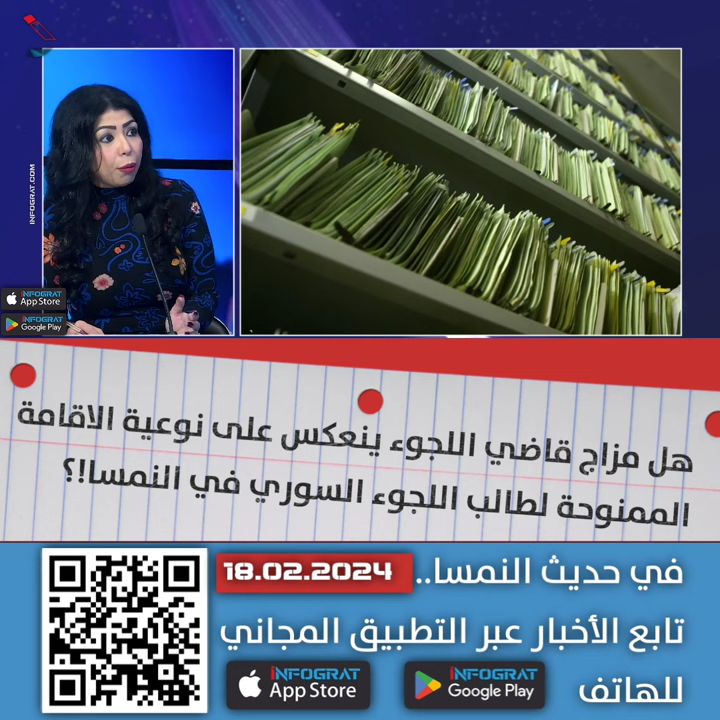 INFOGRAT.COM
INFOGRAT
App Store
INFOGRAT
Google Play
هل مزاج قاضي اللجوء ينعكس على نوعية الاقامة
الممنوحة لطالب اللجوء السوري في النمسا!؟
في حديث النمسا.. 18.02.2024
تابع الأخبار عبر التطبيق المجاني
للهاتف
INFOGRAT
Google Play
INFOGRAT
App Store